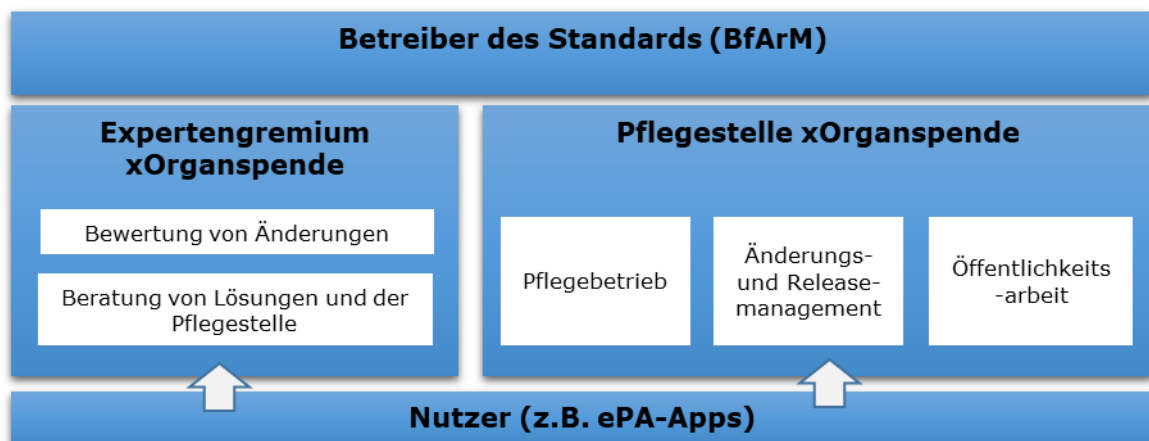 Betreiber des Standards (BfArM)
Expertengremium
xOrganspende
Bewertung von Änderungen
Beratung von Lösungen und der
Pflegestelle
Pflegestelle xOrganspende
Pflegebetrieb
Änderungs-
und Release-
management
Öffentlichkeits
-arbeit
Nutzer (z.B. ePA-Apps)